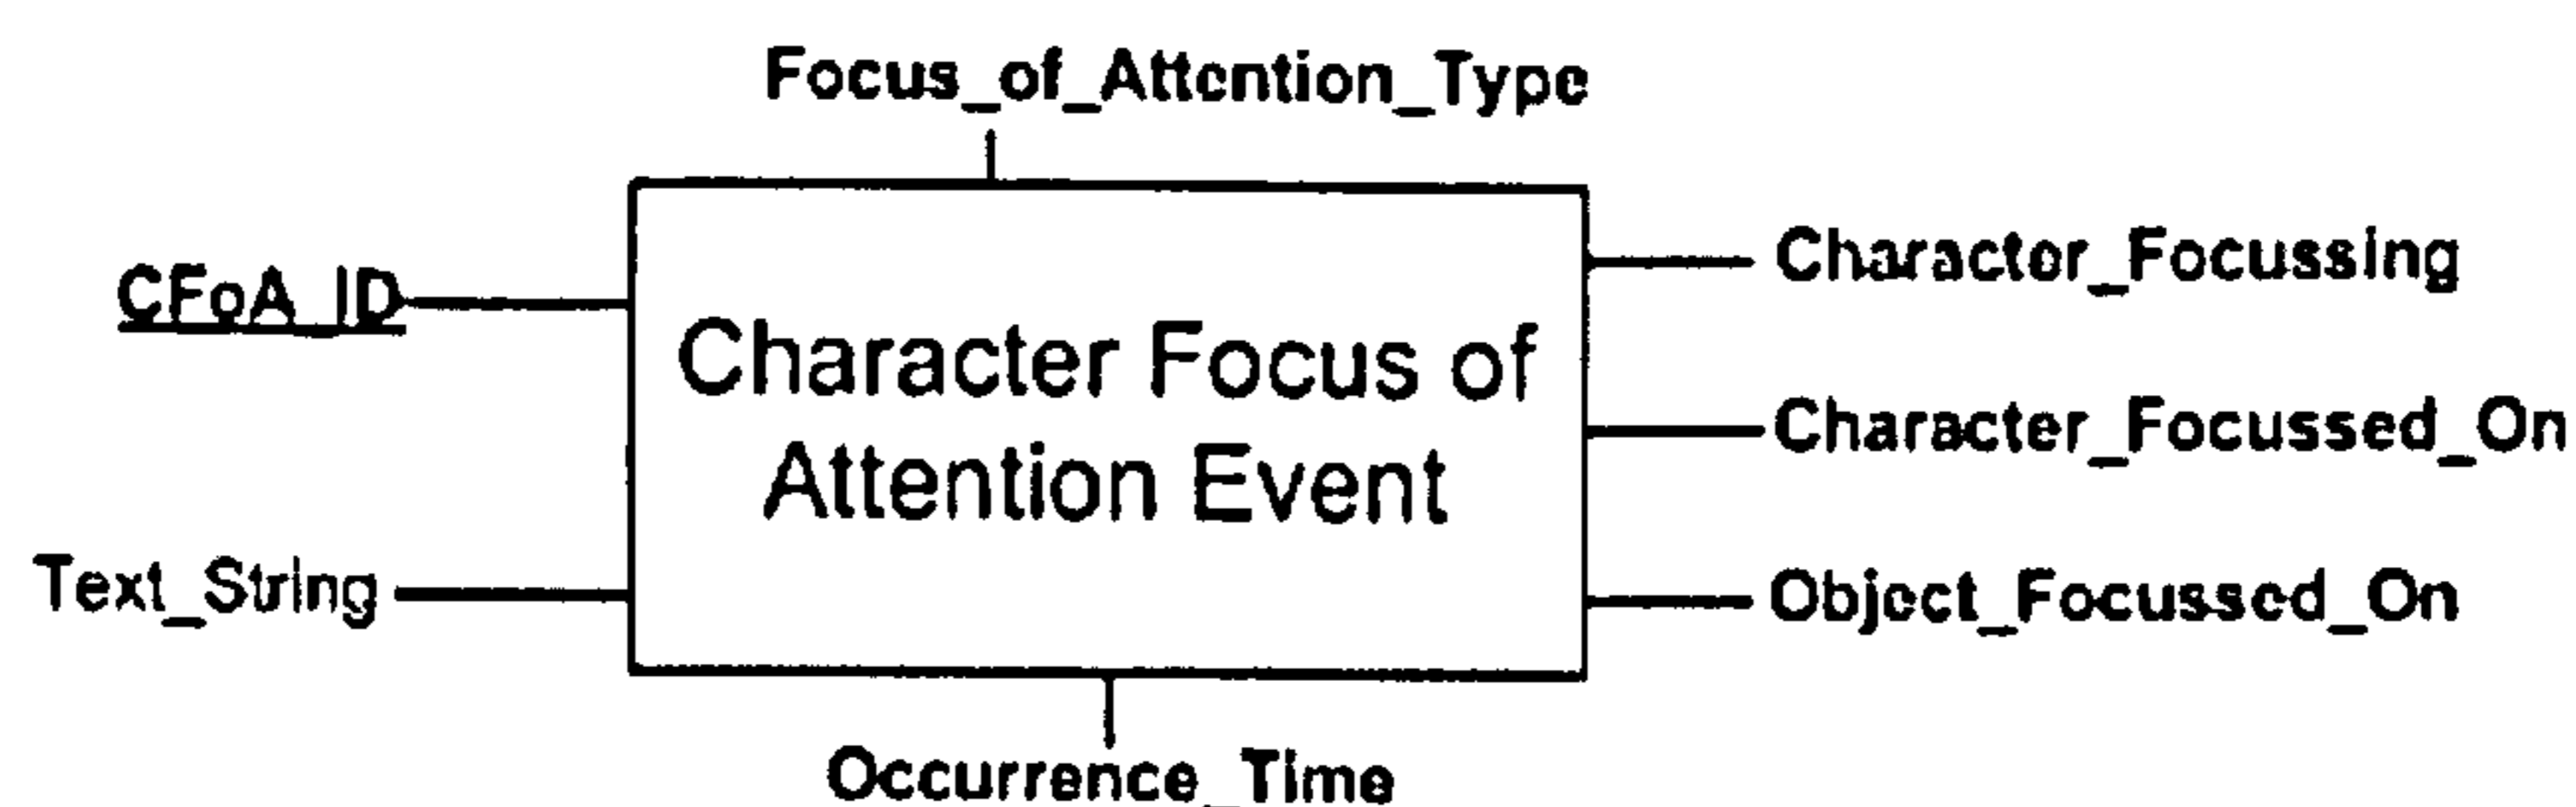 Focus_of_Attention_Type
CFoA_ID
Character_Focussing
Character Focus of
Attention Event
Character_Focussed_On
Text_String
Object_Focussed_On
Occurrence_Time